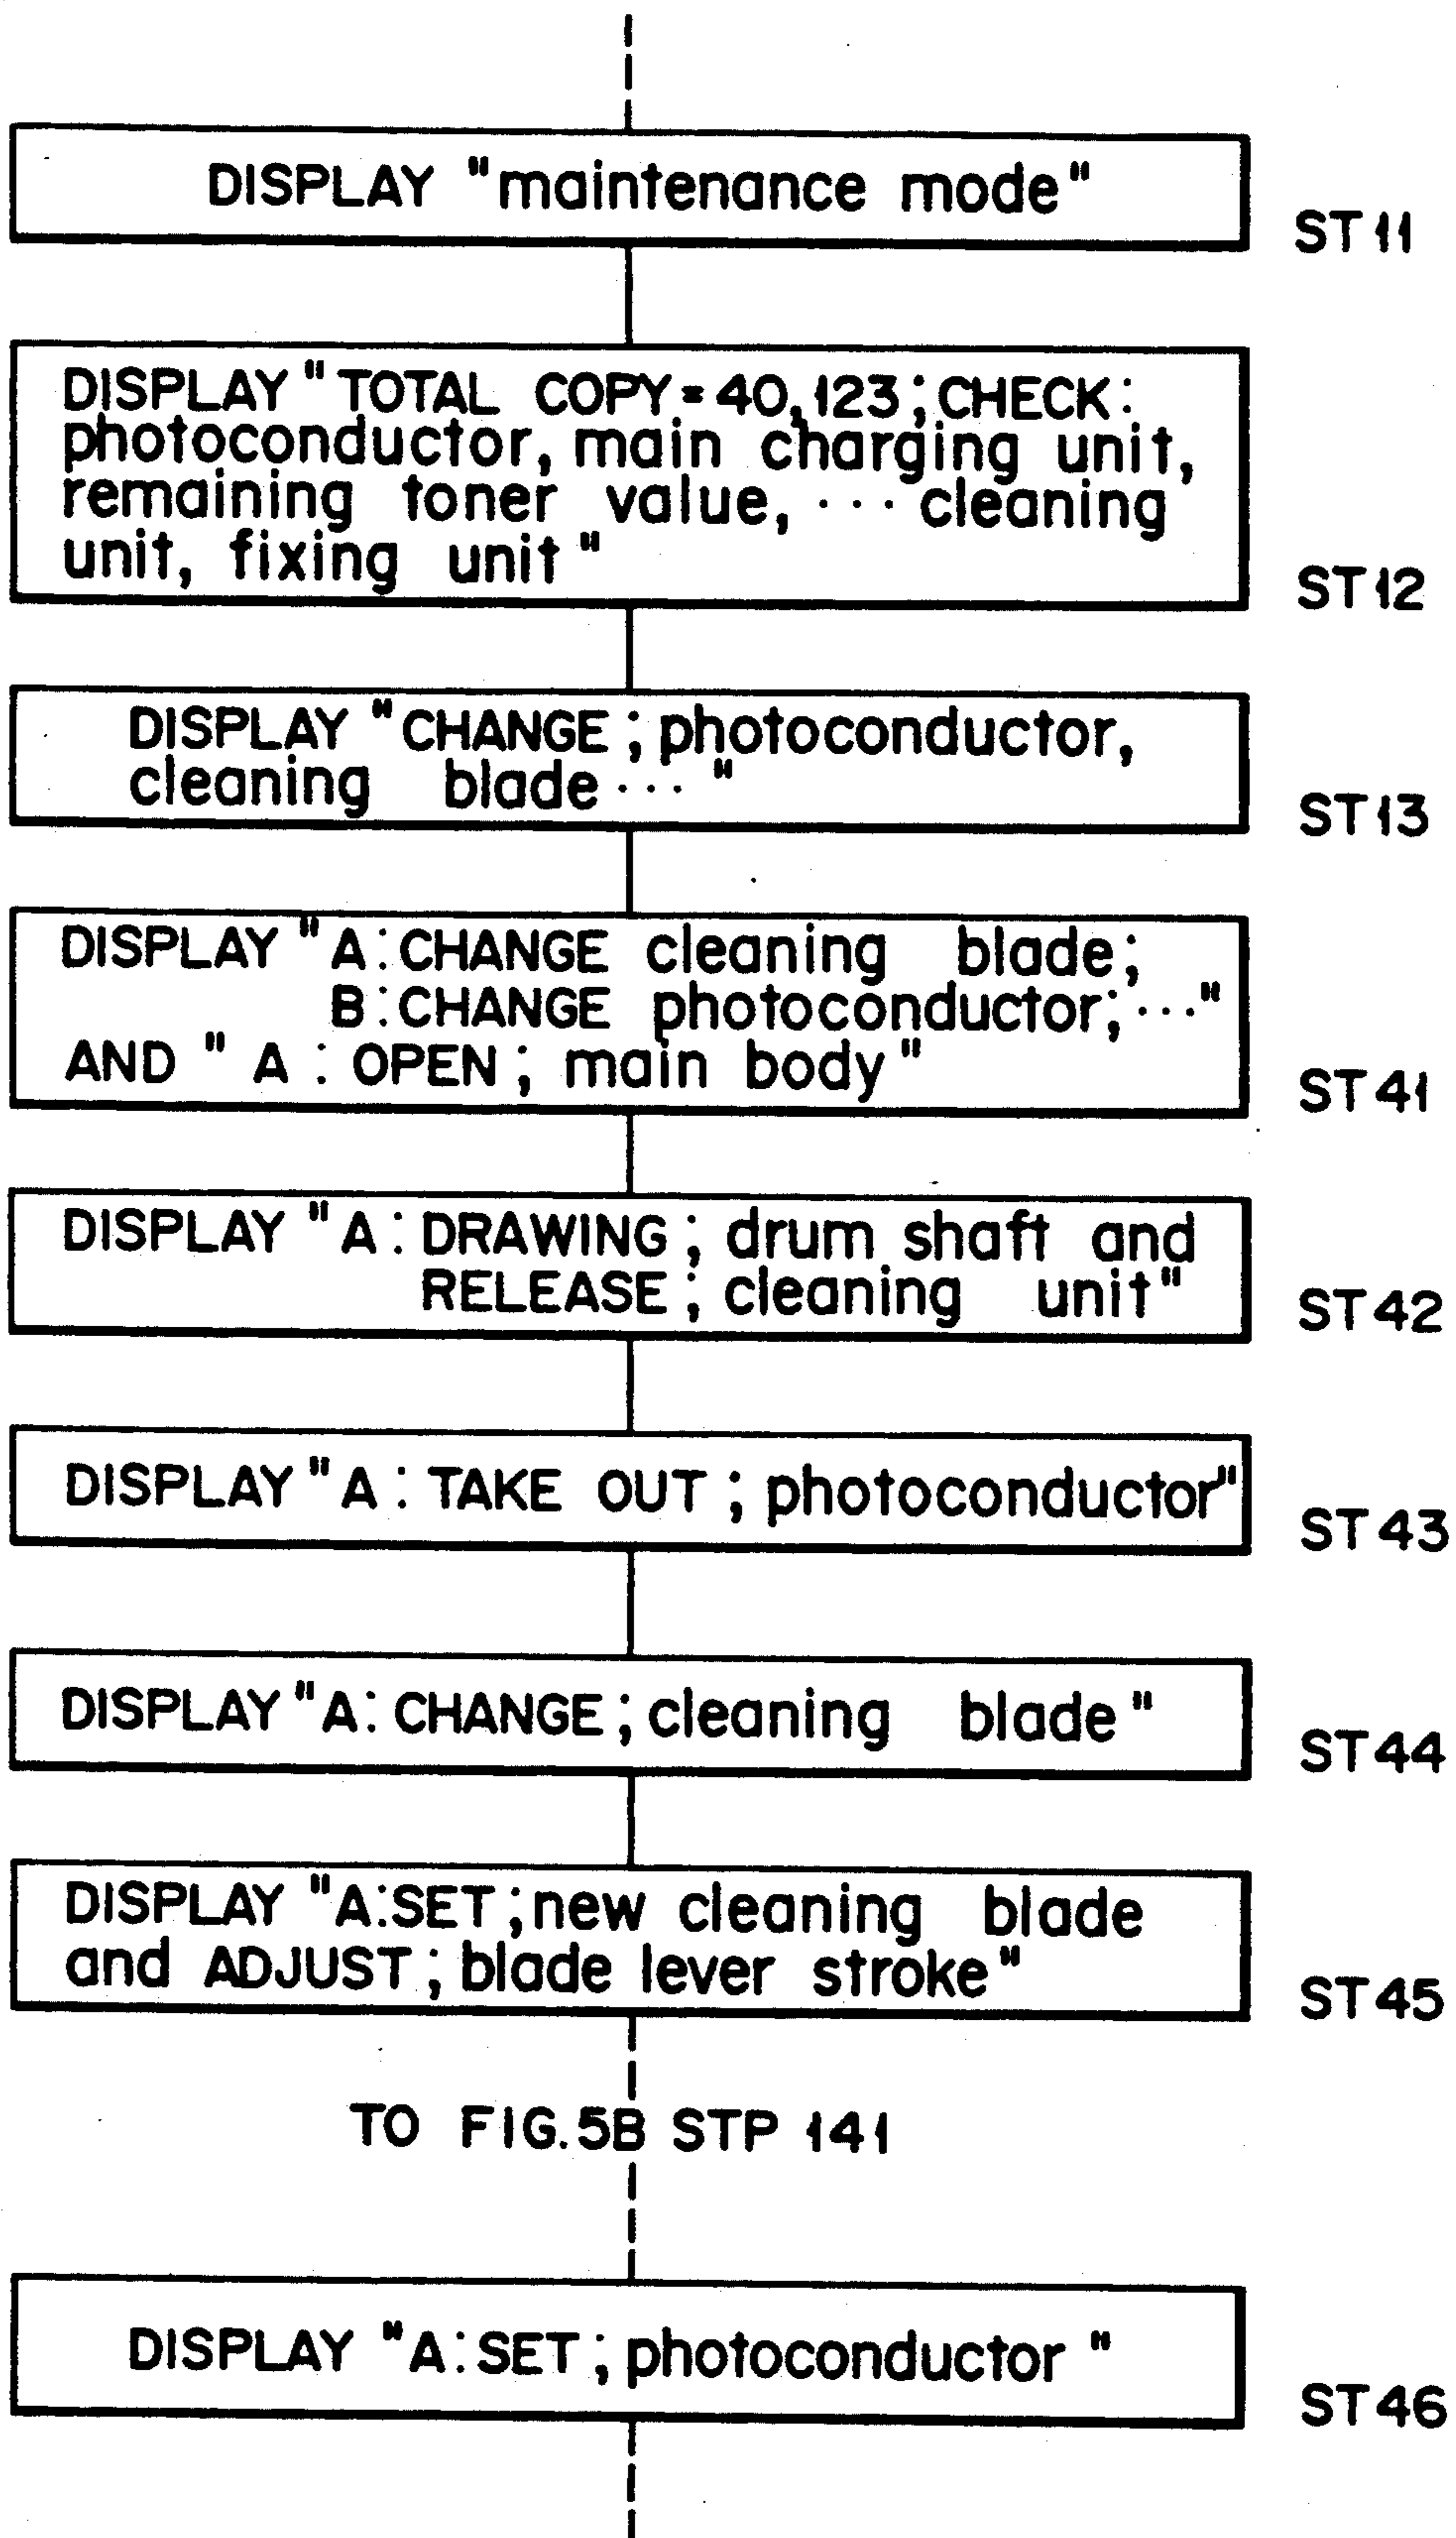 DISPLAY "maintenance mode"
ST11
DISPLAY "TOTAL COPY=40,123; CHECK:
photoconductor, main charging unit,
remaining toner value, ··· cleaning
unit, fixing unit"
ST12
DISPLAY "CHANGE; photoconductor,
cleaning blade ··· "
ST13
DISPLAY "A:CHANGE cleaning blade;
B:CHANGE photoconductor; ···"
AND " A : OPEN ; main body"
ST41
DISPLAY "A: DRAWING; drum shaft and
RELEASE; cleaning unit"
ST42
DISPLAY "A : TAKE OUT ; photoconductor"
ST43
DISPLAY "A: CHANGE; cleaning blade"
ST44
DISPLAY "A:SET; new cleaning blade
and ADJUST; blade lever stroke"
ST45
TO FIG.5B STP 141
DISPLAY "A:SET; photoconductor "
ST46